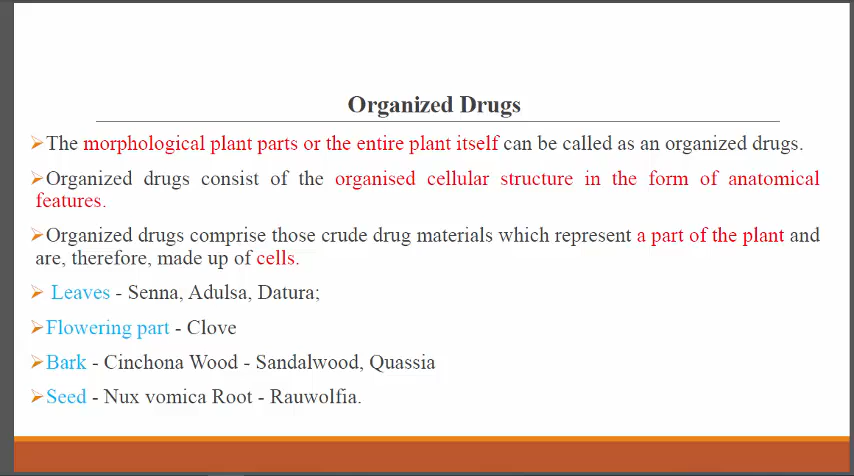 Organized Drugs
➢The morphological plant parts or the entire plant itself can be called as an organized drugs.
➢Organized drugs consist of the organised cellular structure in the form of anatomical
features.
➢Organized drugs comprise those crude drug materials which represent a part of the plant and
are, therefore, made up of cells.
➢ Leaves - Senna, Adulsa, Datura;
➢Flowering part - Clove
➢Bark - Cinchona Wood - Sandalwood, Quassia
➢Seed - Nux vomica Root - Rauwolfia.